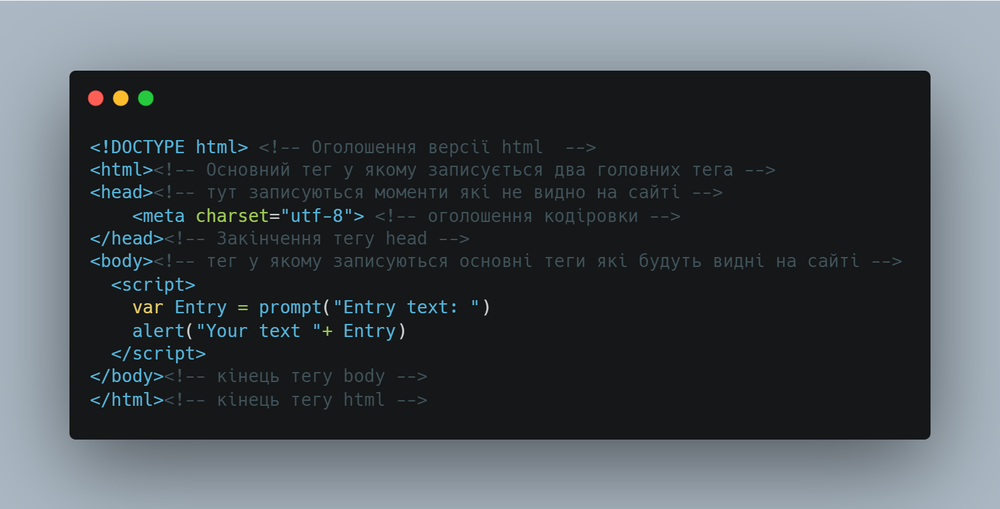 <!DOCTYPE html> <!-- Оголошення версії html  -->
<html><!-- Основний тег у якому записується два головних тега -->
<head><!-- тут записуються моменти які не видно на сайті -->
    <meta charset="utf-8"> <!-- оголошення кодіровки -->
</head><!-- Закінчення тегу head -->
<body><!-- тег у якому записуються основні теги які будуть видні на сайті -->
  <script>
    var Entry = prompt("Entry text: ")
    alert("Your text "+ Entry)
  </script>
</body><!-- кінець тегу body -->
</html><!-- кінець тегу html -->